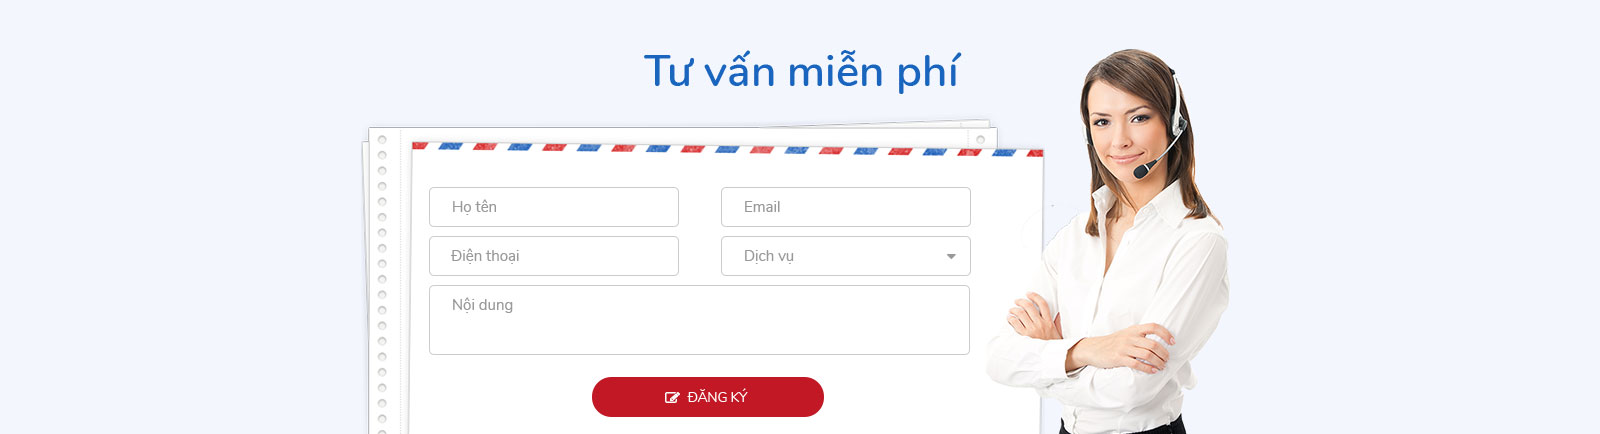 Tư vấn miễn phí
Họ tên
Email
Điện thoại
Dịch vụ
Nội dung
ĐĂNG KÝ